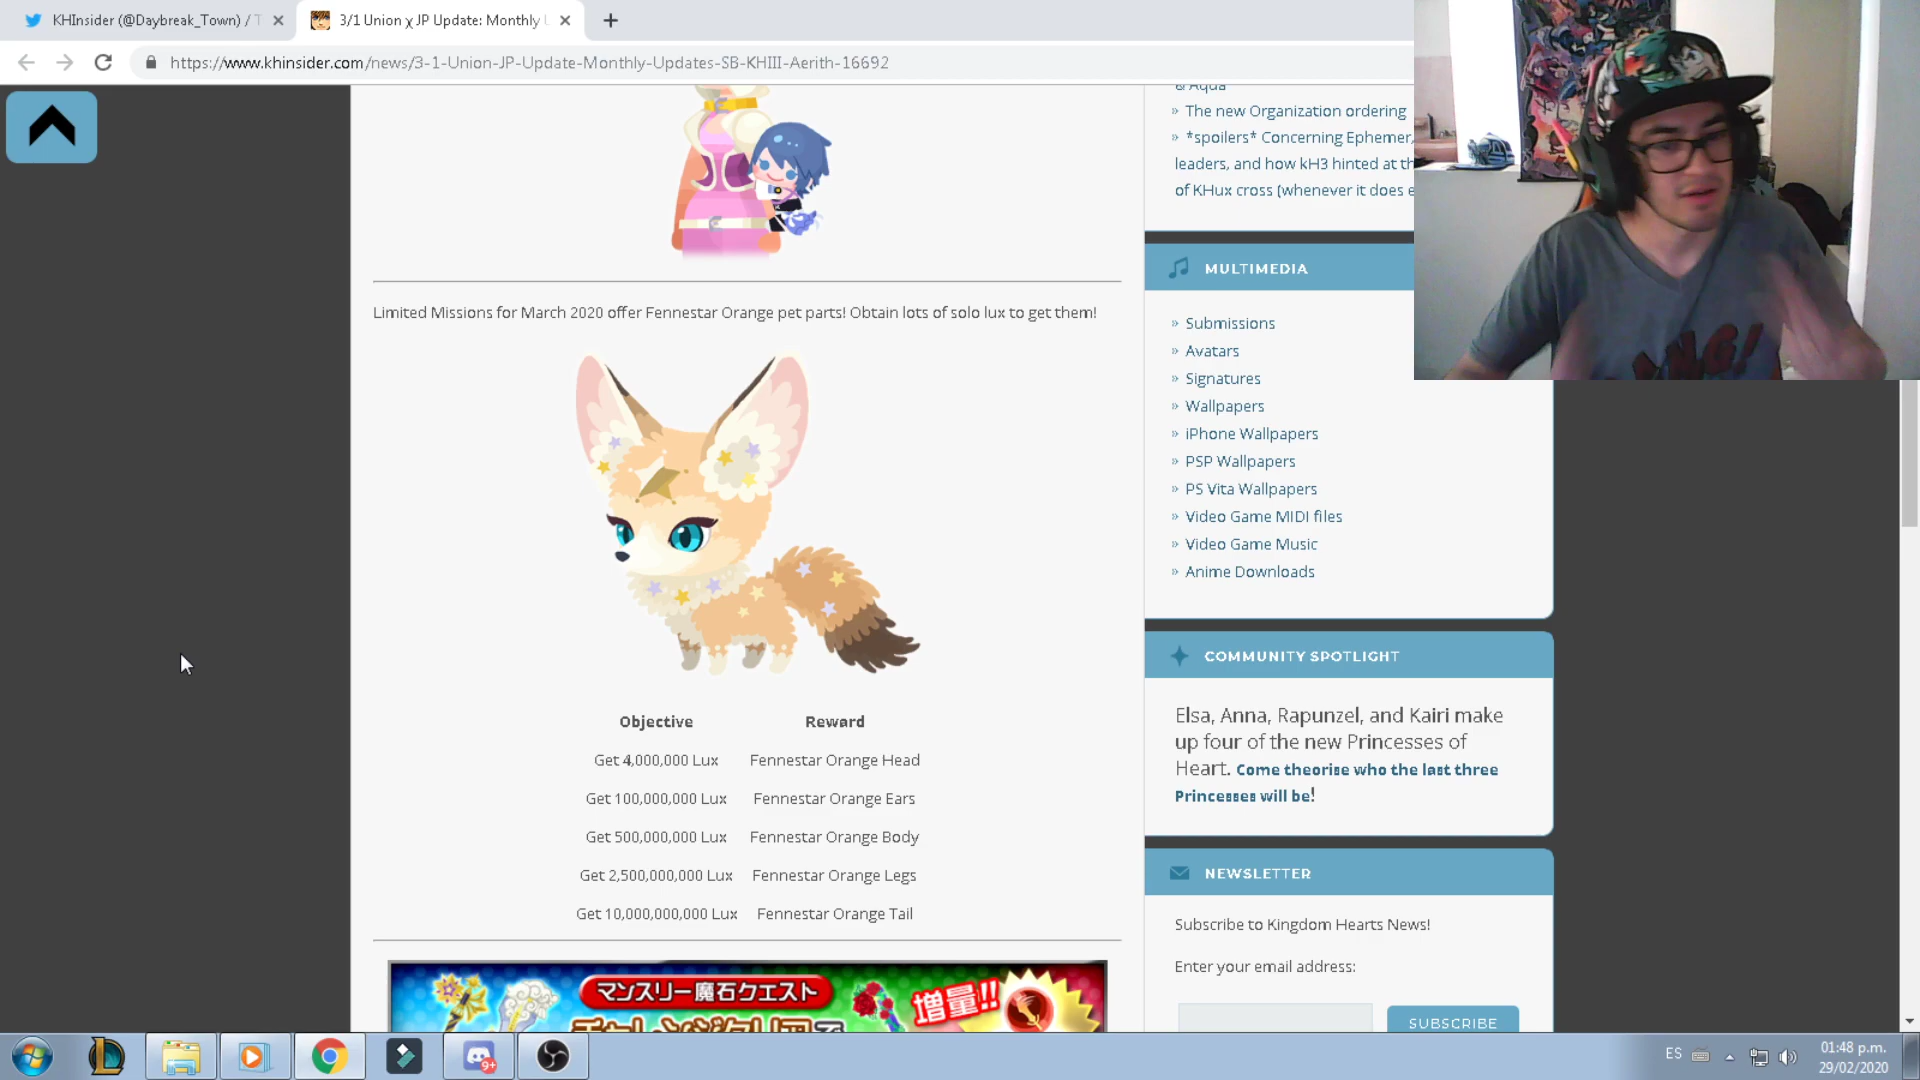 KHInsider (@Daybreak_Town) / T
3/1 Union χ JP Update: Monthly U
https://www.khinsider.com/news/3-1-Union-JP-Update-Monthly-Updates-SB-KHIII-Aerith-16692
& Aqua
» The new Organization ordering
» *spoilers* Concerning Ephemer,
leaders, and how kH3 hinted at th
of KHux cross (whenever it does e
Limited Missions for March 2020 offer Fennestar Orange pet parts! Obtain lots of solo lux to get them!
Objective Reward
Get 4,000,000 Lux Fennestar Orange Head
Get 100,000,000 Lux Fennestar Orange Ears
Get 500,000,000 Lux Fennestar Orange Body
Get 2,500,000,000 Lux Fennestar Orange Legs
Get 10,000,000,000 Lux Fennestar Orange Tail
マンスリー魔石クエスト
増量!!
MULTIMEDIA
» Submissions
» Avatars
» Signatures
» Wallpapers
» iPhone Wallpapers
» PSP Wallpapers
» PS Vita Wallpapers
» Video Game MIDI files
» Video Game Music
» Anime Downloads
COMMUNITY SPOTLIGHT
Elsa, Anna, Rapunzel, and Kairi make
up four of the new Princesses of
Heart. Come theorise who the last three
Princesses will be!
NEWSLETTER
Subscribe to Kingdom Hearts News!
Enter your email address:
SUBSCRIBE
9+
ES
01:48 p.m.
29/02/2020